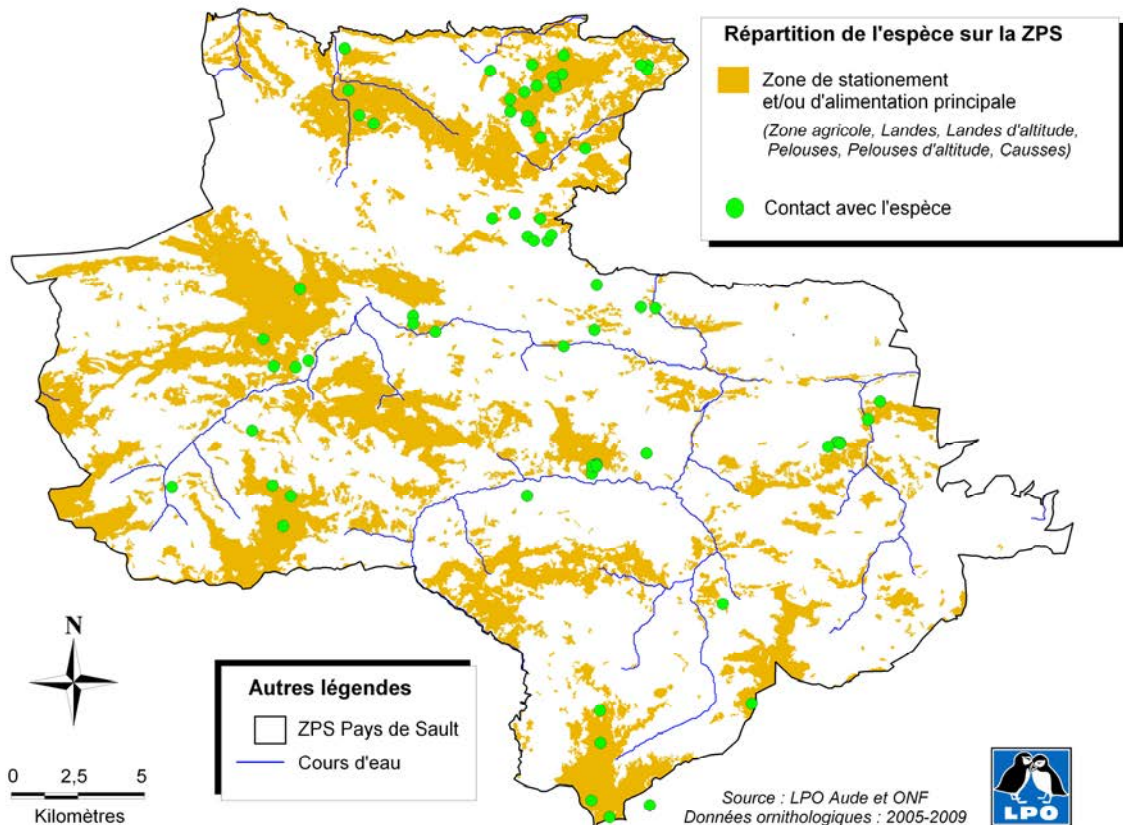 Répartition de l'espèce sur la ZPS
Zone de stationement
et/ou d'alimentation principale
(Zone agricole, Landes, Landes d'altitude,
Pelouses, Pelouses d'altitude, Causses)
Contact avec l'espèce
N
Autres légendes
ZPS Pays de Sault
Cours d'eau
0 2,5 5
Kilomètres
Source : LPO Aude et ONF
Données ornithologiques : 2005-2009
LPO